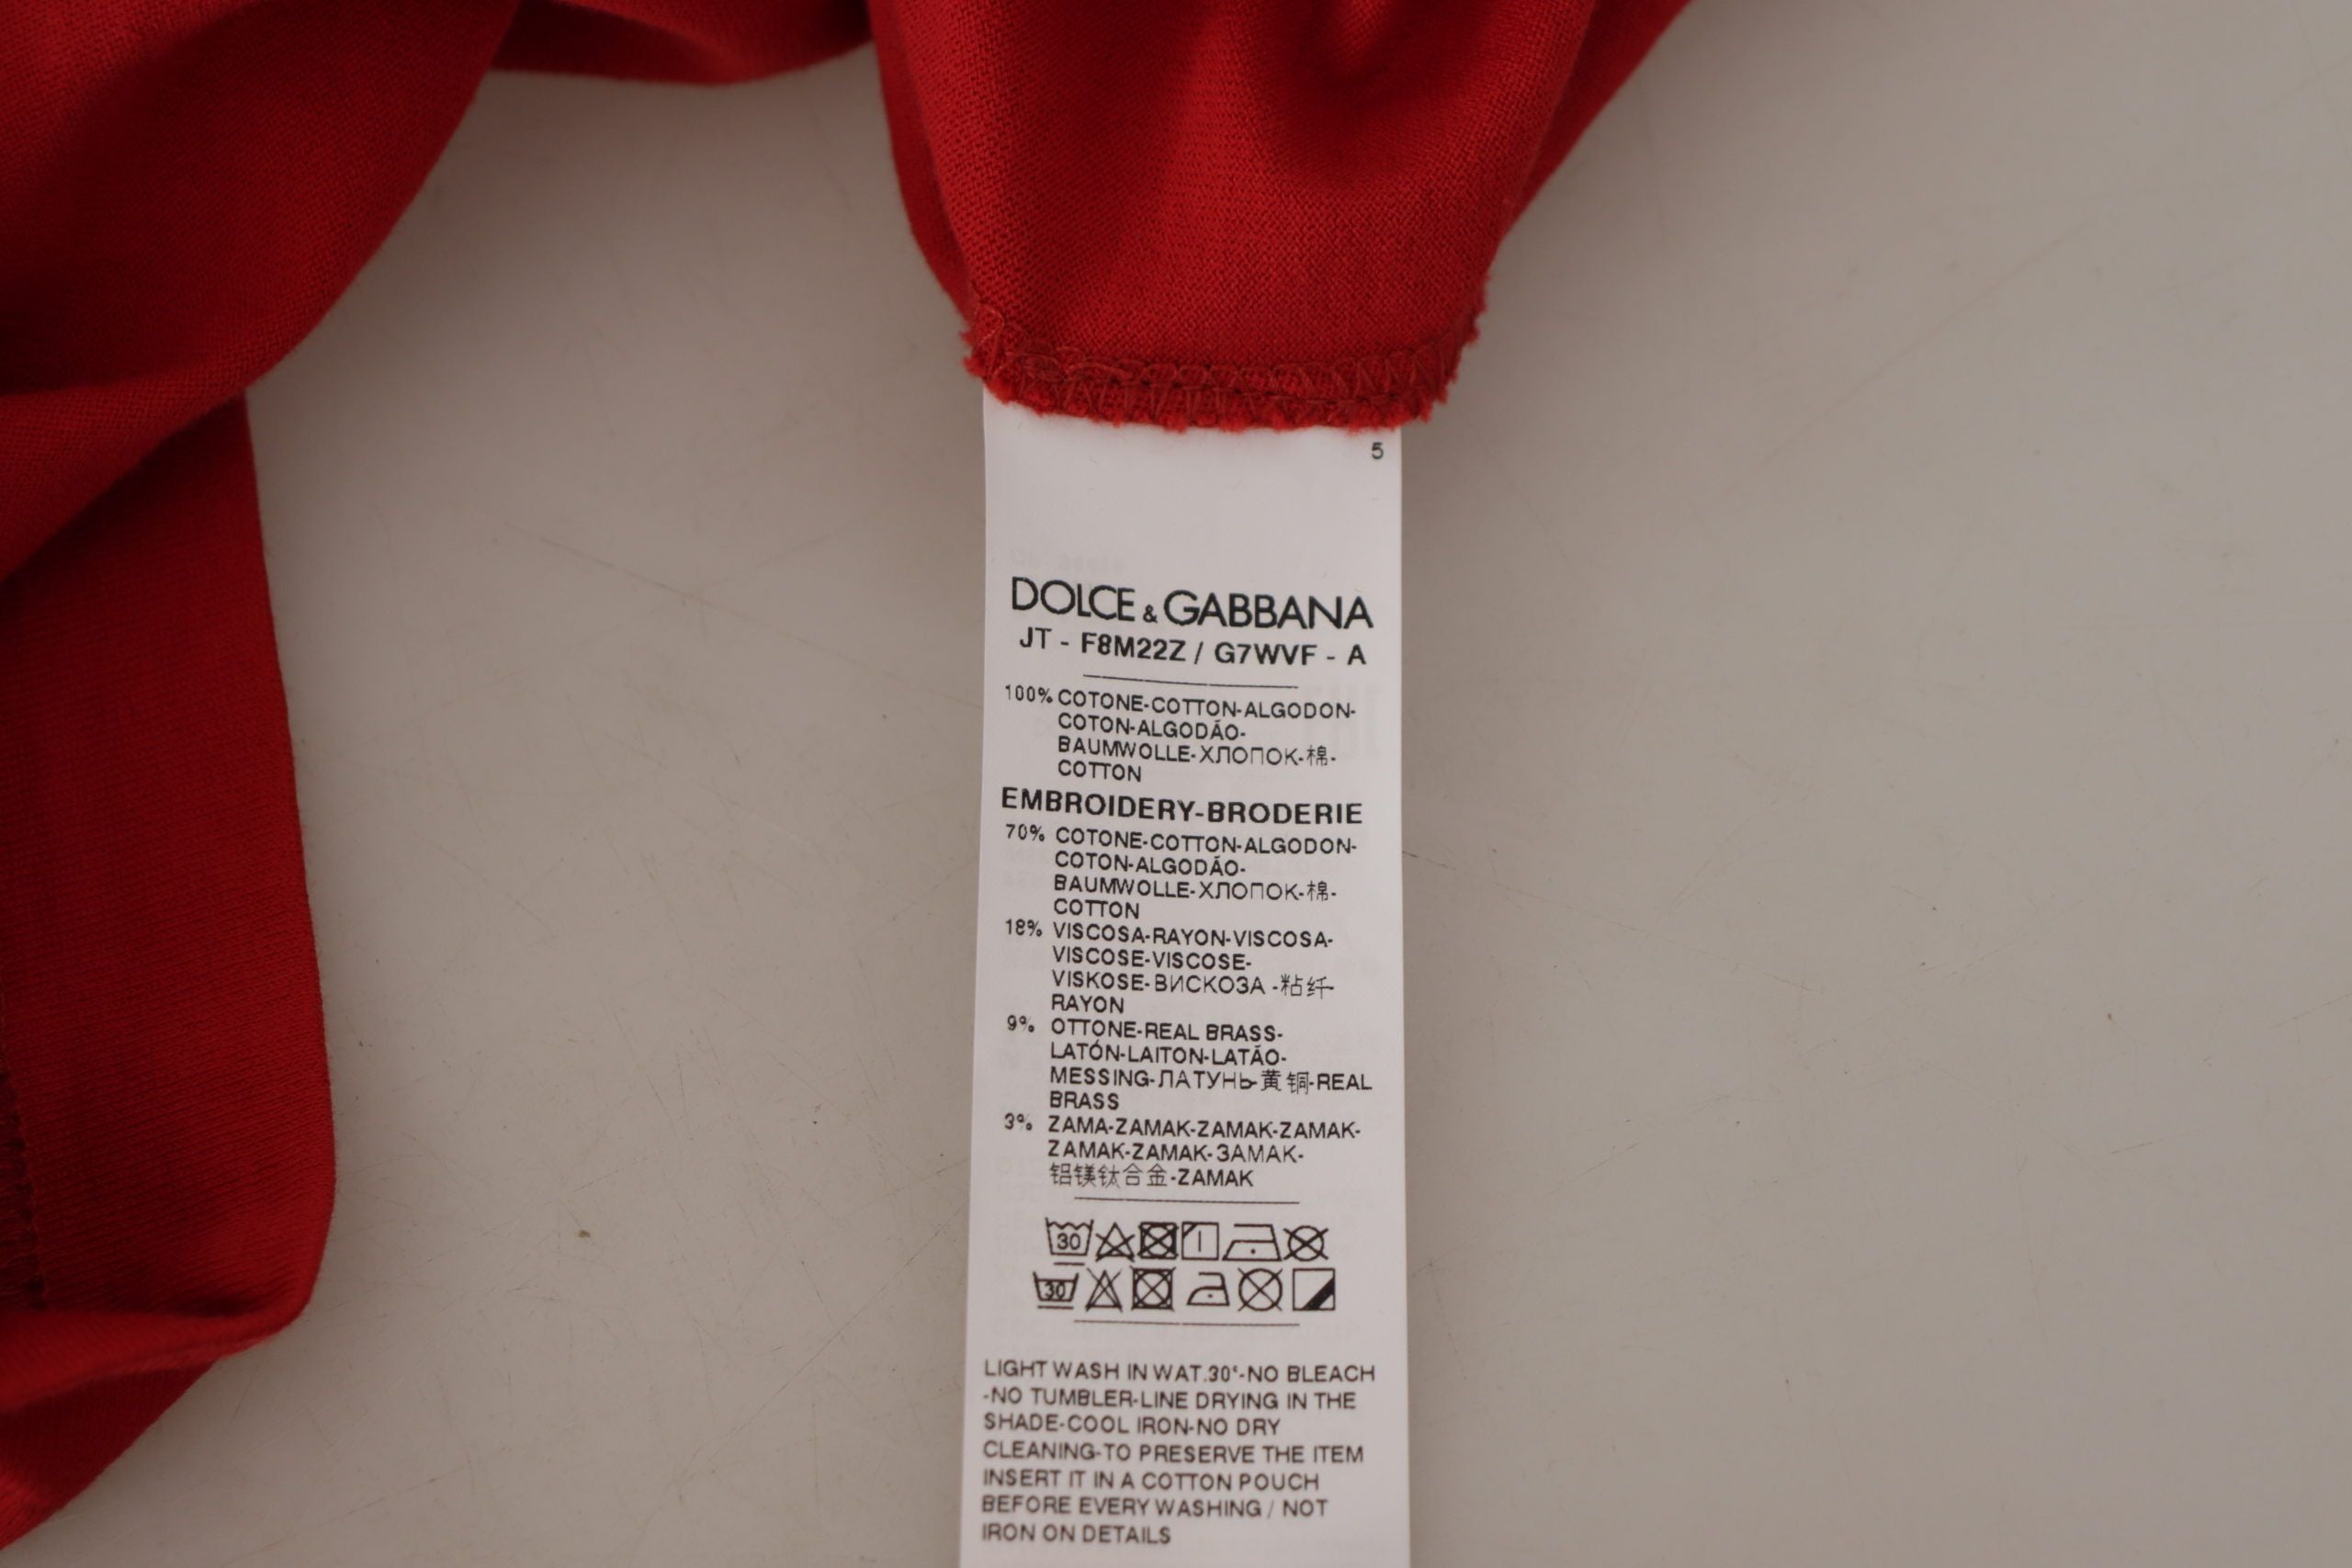 5
DOLCE & GABBANA
JT - F8M22Z / G7WVF - A
100% COTONE-COTTON-ALGODON-
COTON-ALGODÃO-
BAUMWOLLE-ХЛОПОК-棉-
COTTON
EMBROIDERY-BRODERIE
70% COTONE-COTTON-ALGODON-
COTON-ALGODÃO-
BAUMWOLLE-ХЛОПОК-棉-
COTTON
18% VISCOSA-RAYON-VISCOSA-
VISCOSE-VISCOSE-
VISKOSE-ВИСКОЗА -粘纤-
RAYON
9% OTTONE-REAL BRASS-
LATÓN-LAITON-LATÃO-
MESSING-ЛАТУНЬ-黄铜-REAL
BRASS
3% ZAMA-ZAMAK-ZAMAK-ZAMAK-
ZAMAK-ZAMAK-ЗАМАК-
铝镁钛合金-ZAMAK
30
30
LIGHT WASH IN WAT.30°-NO BLEACH
-NO TUMBLER-LINE DRYING IN THE
SHADE-COOL IRON-NO DRY
CLEANING-TO PRESERVE THE ITEM
INSERT IT IN A COTTON POUCH
BEFORE EVERY WASHING / NOT
IRON ON DETAILS